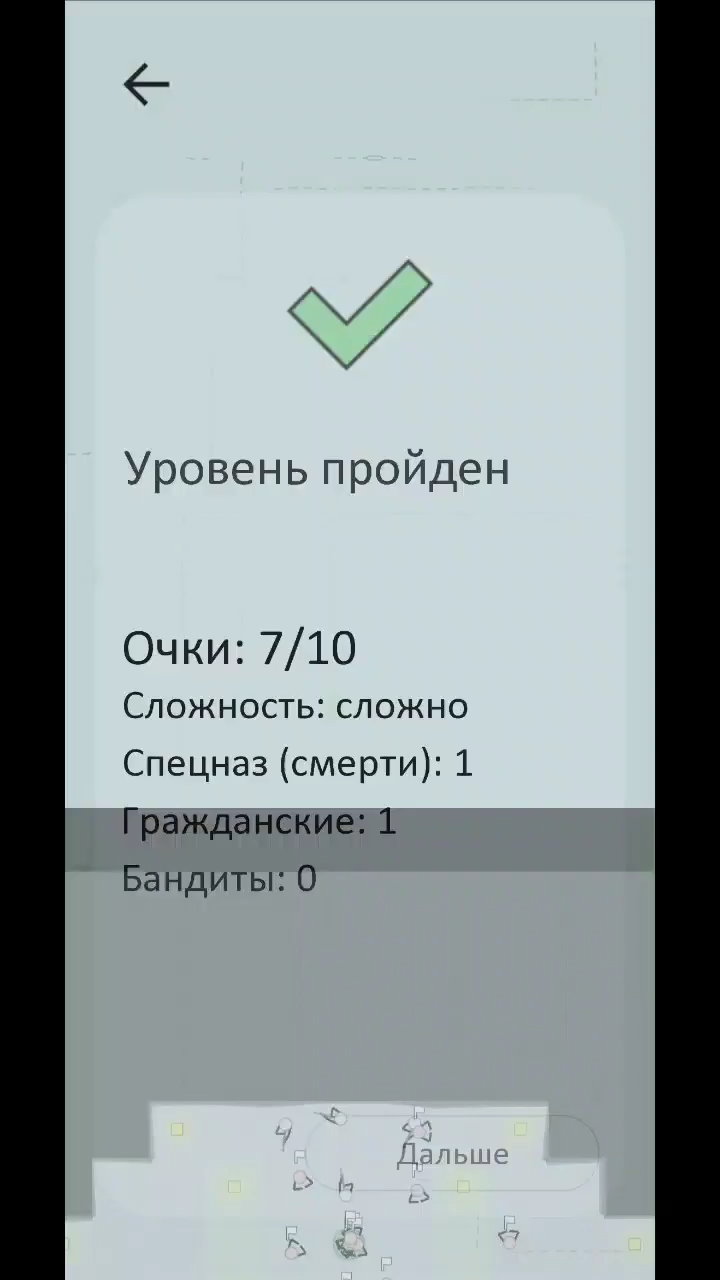 Уровень пройден
Очки: 7/10
Сложность: сложно
Спецназ (смерти): 1
Гражданские: 1
Бандиты: 0
Дальше